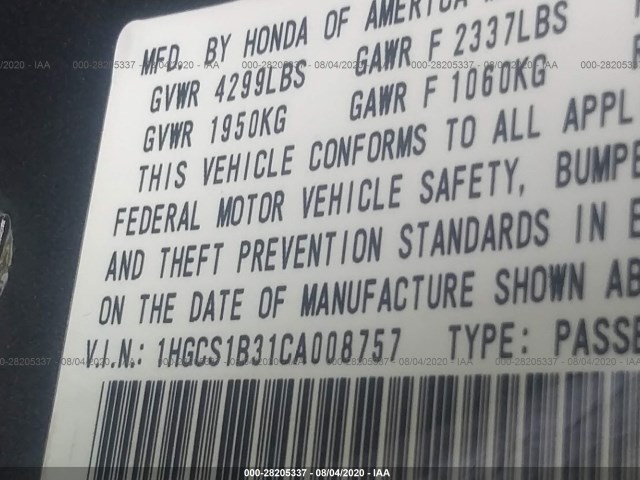 MFD. BY HONDA OF AMERICA
GVWR 4299LBS GAWR F 2337LBS
GVWR 1950KG GAWR F 1060KG
THIS VEHICLE CONFORMS TO ALL APPL
FEDERAL MOTOR VEHICLE SAFETY, BUMPE
AND THEFT PREVENTION STANDARDS IN E
ON THE DATE OF MANUFACTURE SHOWN AB
V.I.N.: 1HGCS1B31CA008757 TYPE: PASSE
000-28205337 - 08/04/2020 - IAA